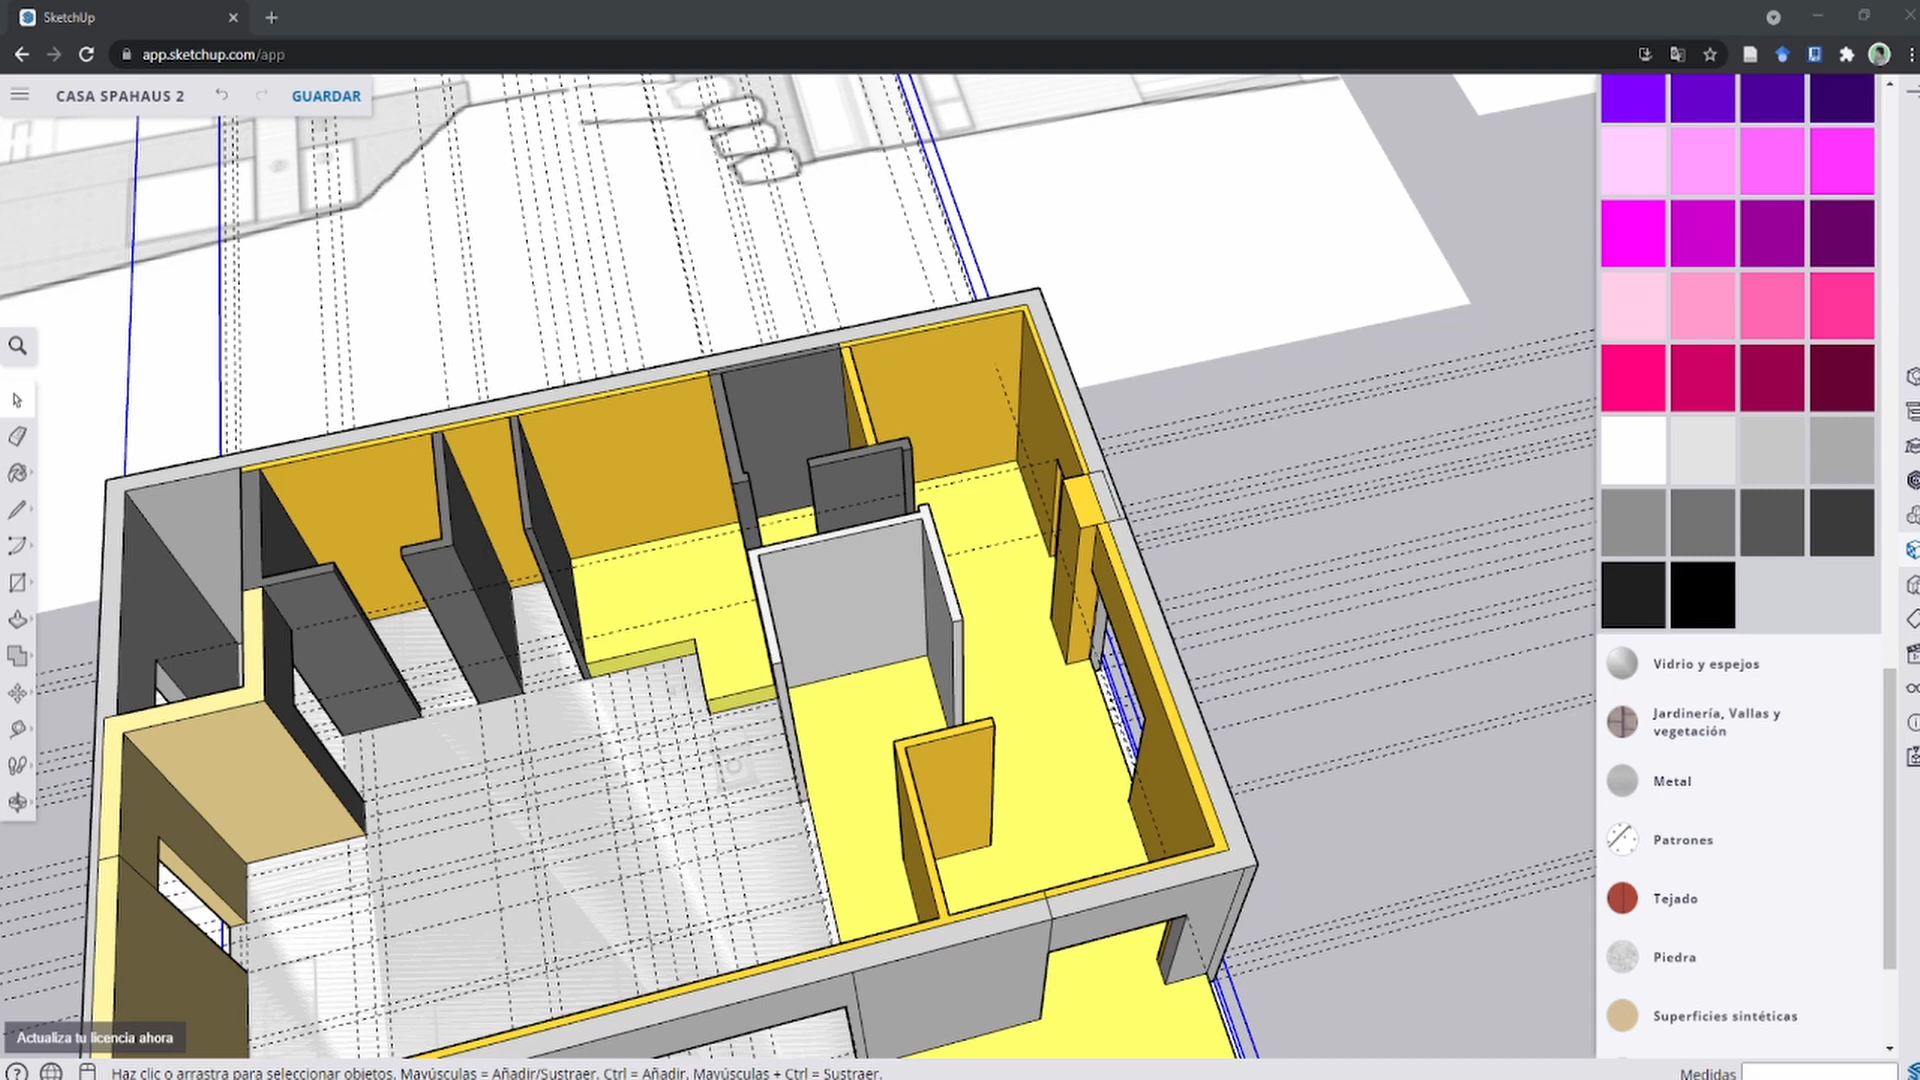 SketchUp
app.sketchup.com/app
CASA SPAHAUS 2
GUARDAR
Vidrio y espejos
Jardinería, Vallas y
vegetación
Metal
Patrones
Tejado
Piedra
Superficies sintéticas
Actualiza tu licencia ahora
Haz clic o arrastra para seleccionar objetos. Mayúsculas = Añadir/Sustraer. Ctrl = Añadir. Mayúsculas + Ctrl = Sustraer.
Medidas